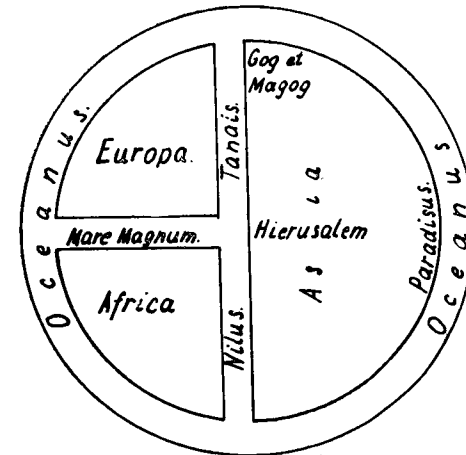 Oceanus.
Gog et
Magog
Europa.
Tanais.
Asia
Mare Magnum.
Hierusalem
Paradisus.
Africa
Nilus.
Oceanus